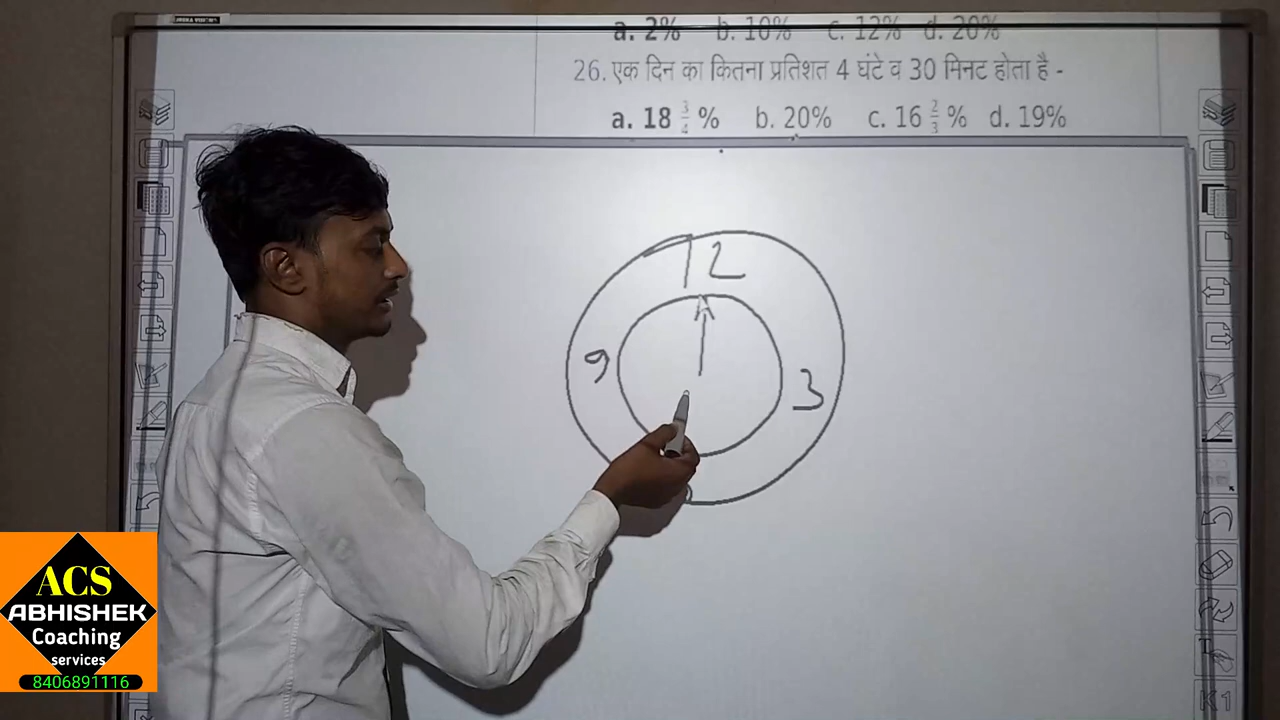 a. 2% b. 10% c. 12% d. 20%
26. एक दिन का कितना प्रतिशत 4 घंटे व 30 मिनट होता है -
a. 18 3/4 % b. 20% c. 16 2/3 % d. 19%
12
9 3
ACS
ABHISHEK
Coaching
services
8406891116
K1